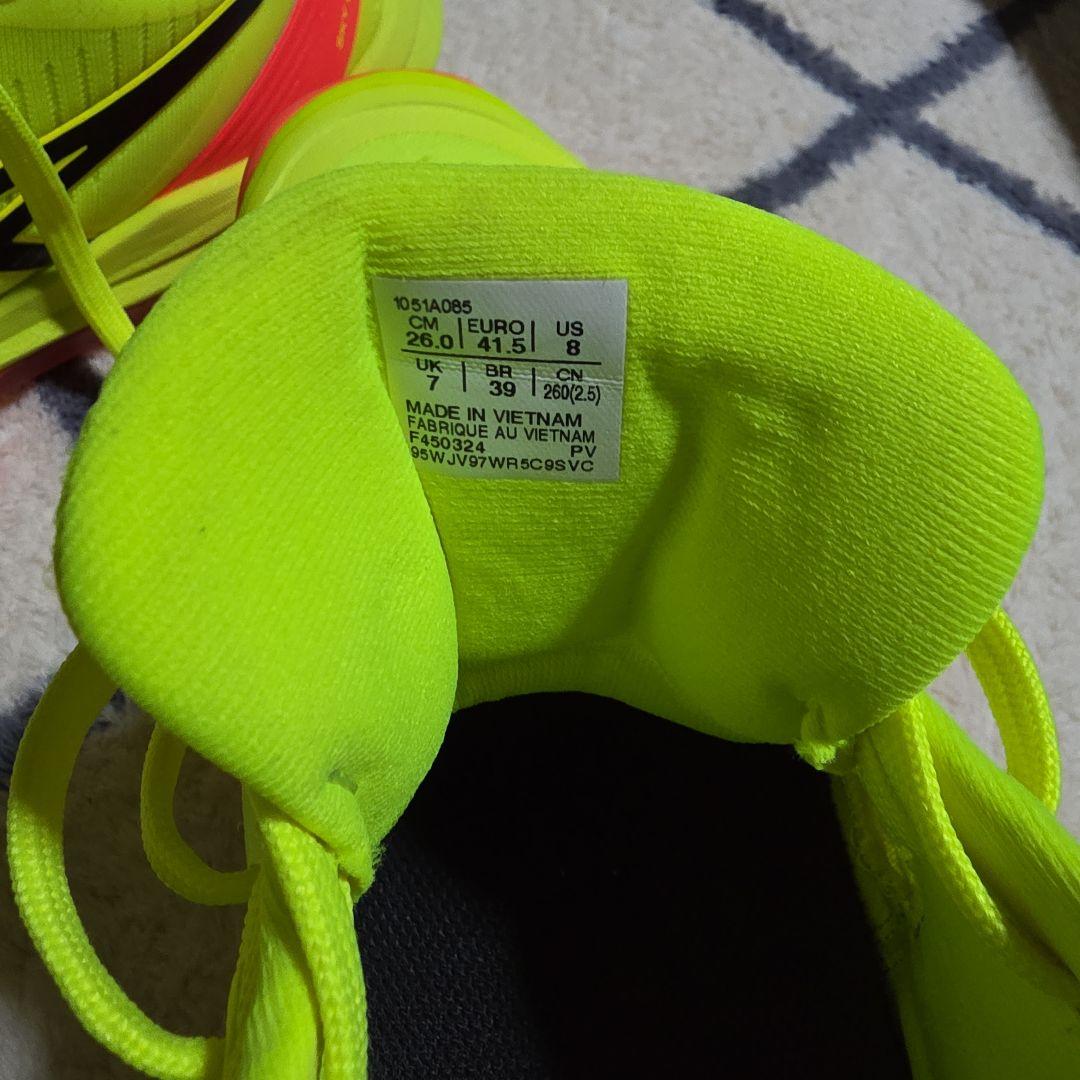 1051A085
CM | EURO | US
26.0 | 41.5 | 8
UK | BR | CN
7 | 39 | 260(2.5)
MADE IN VIETNAM
FABRIQUE AU VIETNAM
F450324 PV
95WJV97WR5C9SVC